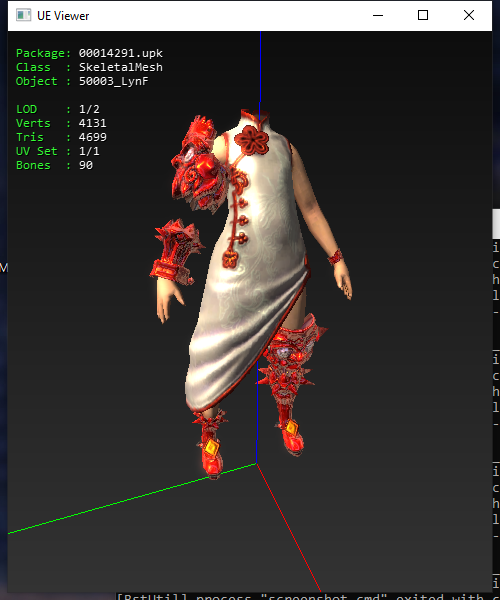 UE Viewer
Package: 00014291.upk
Class : SkeletalMesh
Object : 50003_LynF
LOD : 1/2
Verts : 4131
Tris : 4699
UV Set : 1/1
Bones : 90
M
i
c
h
l
-
i
c
h
l
-
i
c
h
l
-
i
[BstUtil] process "screenshot.cmd" exited with c